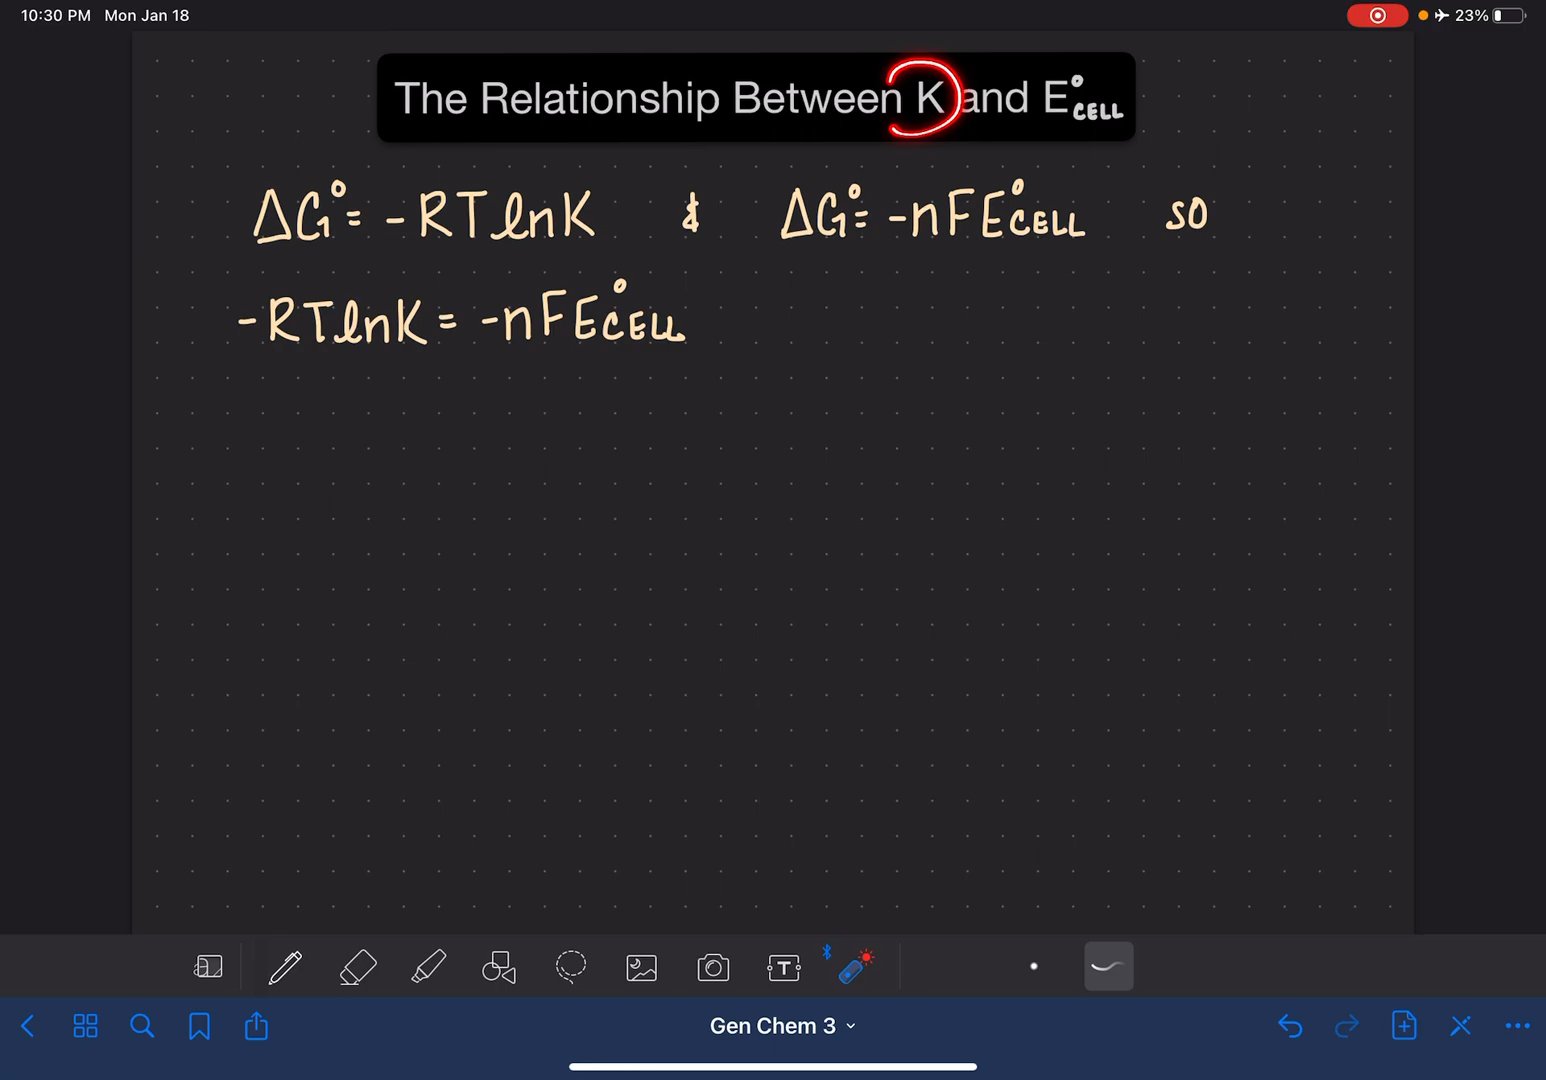 10:30 PM Mon Jan 18
23%
The Relationship Between K and E°CELL
ΔG° = -RTlnK & ΔG° = -nFE°CELL so
-RTlnK = -nFE°CELL
T
Gen Chem 3